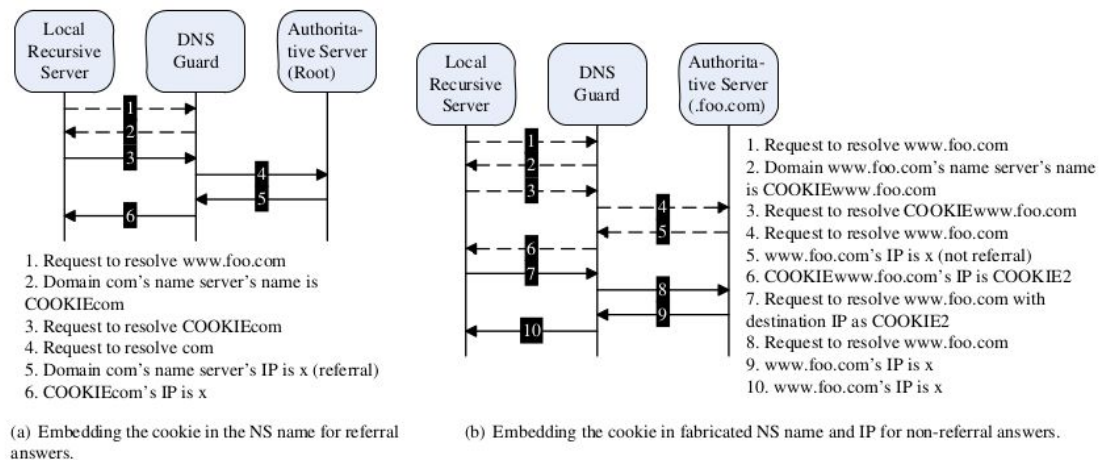 Local
Recursive
Server
DNS
Guard
Authorita-
tive Server
(Root)
1
2
3
4
5
6
1. Request to resolve www.foo.com
2. Domain com's name server's name is
COOKIEcom
3. Request to resolve COOKIEcom
4. Request to resolve com
5. Domain com's name server's IP is x (referral)
6. COOKIEcom's IP is x
(a) Embedding the cookie in the NS name for referral
answers.
Local
Recursive
Server
DNS
Guard
Authorita-
tive Server
(.foo.com)
1
2
3
4
5
6
7
8
9
10
1. Request to resolve www.foo.com
2. Domain www.foo.com's name server's name
is COOKIEwww.foo.com
3. Request to resolve COOKIEwww.foo.com
4. Request to resolve www.foo.com
5. www.foo.com's IP is x (not referral)
6. COOKIEwww.foo.com's IP is COOKIE2
7. Request to resolve www.foo.com with
destination IP as COOKIE2
8. Request to resolve www.foo.com
9. www.foo.com's IP is x
10. www.foo.com's IP is x
(b) Embedding the cookie in fabricated NS name and IP for non-referral answers.